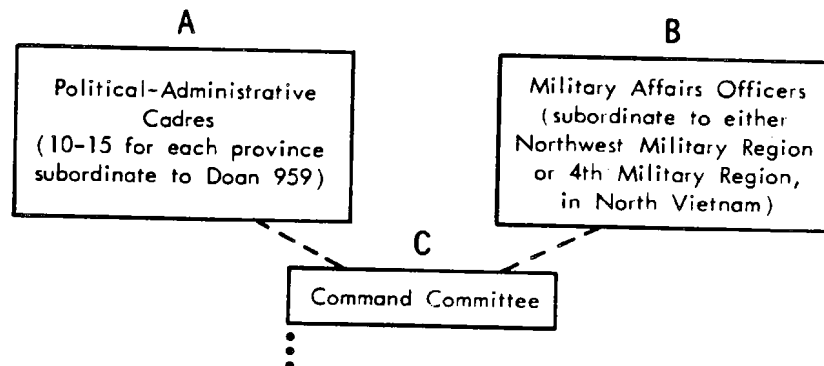 A
B
Political-Administrative
Cadres
(10-15 for each province
subordinate to Doan 959)
Military Affairs Officers
(subordinate to either
Northwest Military Region
or 4th Military Region,
in North Vietnam)
C
Command Committee